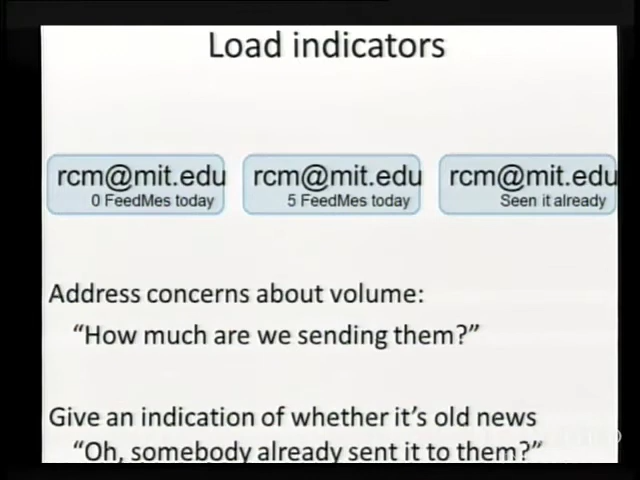 Load indicators
rcm@mit.edu rcm@mit.edu rcm@mit.edu
0 FeedMes today 5 FeedMes today Seen it already
Address concerns about volume:
“How much are we sending them?”
Give an indication of whether it’s old news
“Oh, somebody already sent it to them?”